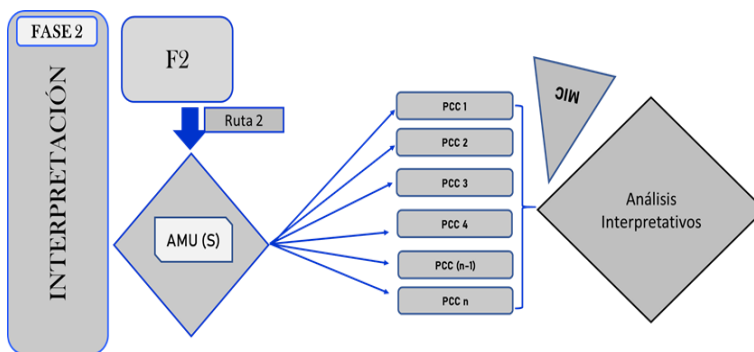 FASE 2
INTERPRETACIÓN
F2
Ruta 2
AMU (S)
PCC 1
PCC 2
PCC 3
PCC 4
PCC (n-1)
PCC n
MIC
Análisis
Interpretativos